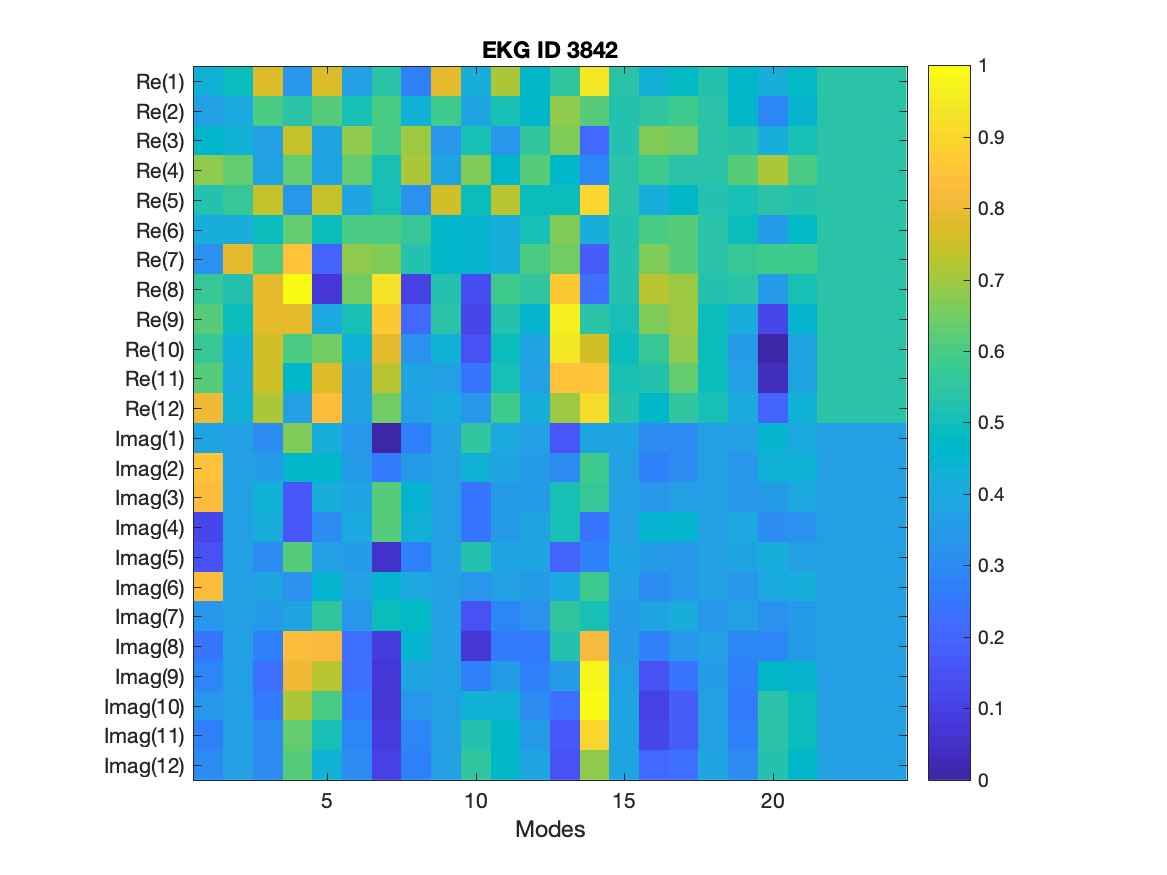 EKG ID 3842
Re(1)
Re(2)
Re(3)
Re(4)
Re(5)
Re(6)
Re(7)
Re(8)
Re(9)
Re(10)
Re(11)
Re(12)
Imag(1)
Imag(2)
Imag(3)
Imag(4)
Imag(5)
Imag(6)
Imag(7)
Imag(8)
Imag(9)
Imag(10)
Imag(11)
Imag(12)
5 10 15 20
Modes
1
0.9
0.8
0.7
0.6
0.5
0.4
0.3
0.2
0.1
0